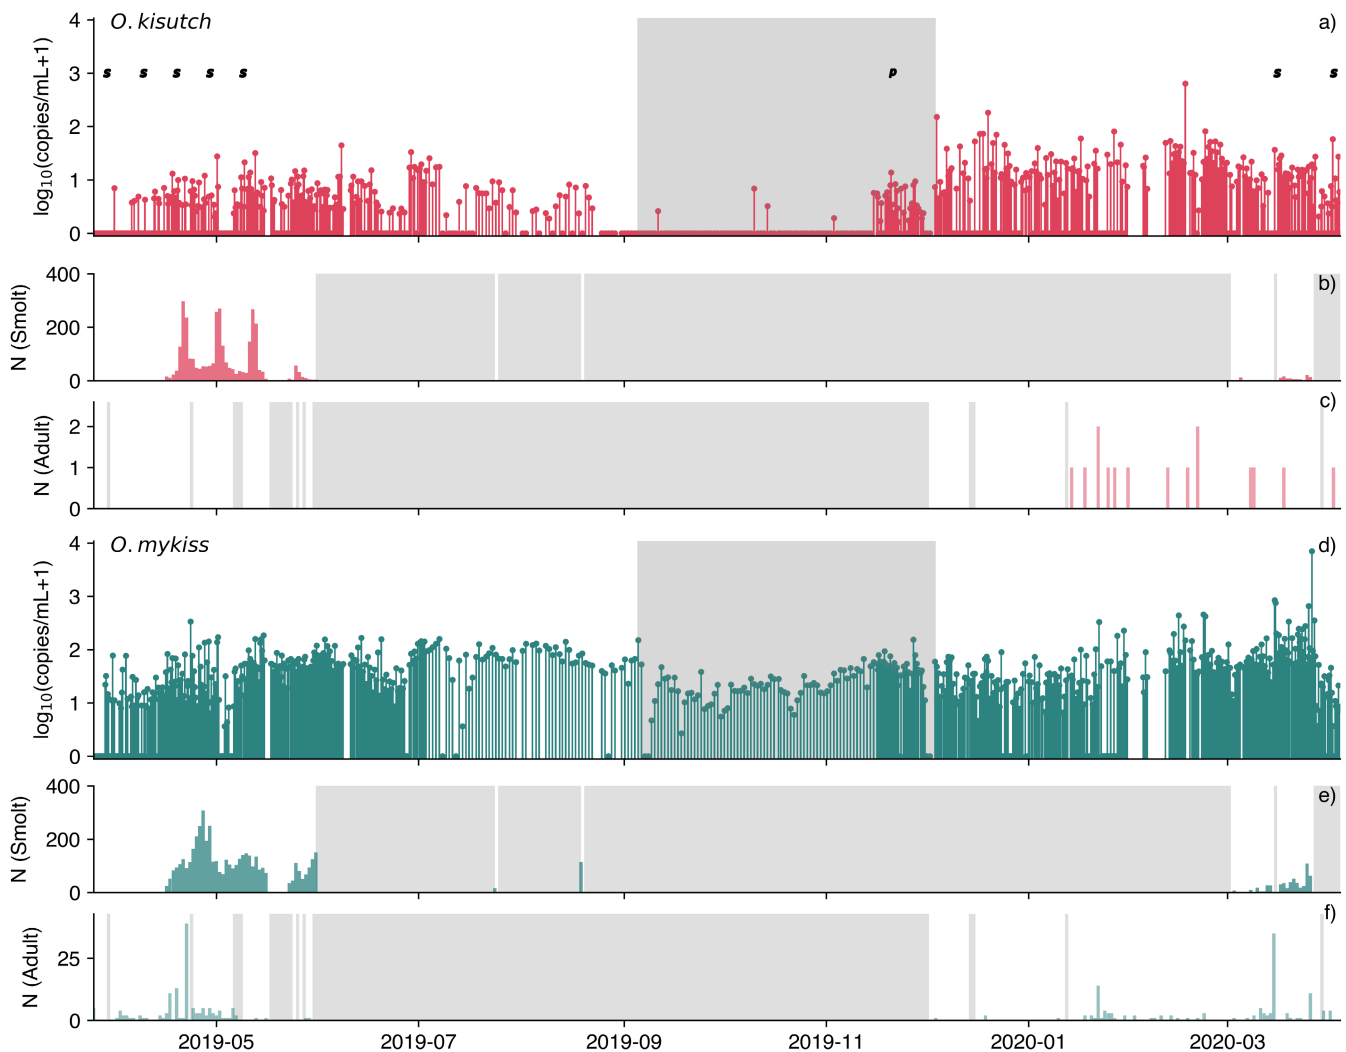 O. kisutch
a)
log10(copies/mL+1)
4
3
2
1
0
s s s s s p s s
b)
N (Smolt)
400
200
0
c)
N (Adult)
2
1
0
O. mykiss
d)
log10(copies/mL+1)
4
3
2
1
0
e)
N (Smolt)
400
200
0
f)
N (Adult)
25
0
2019-05 2019-07 2019-09 2019-11 2020-01 2020-03